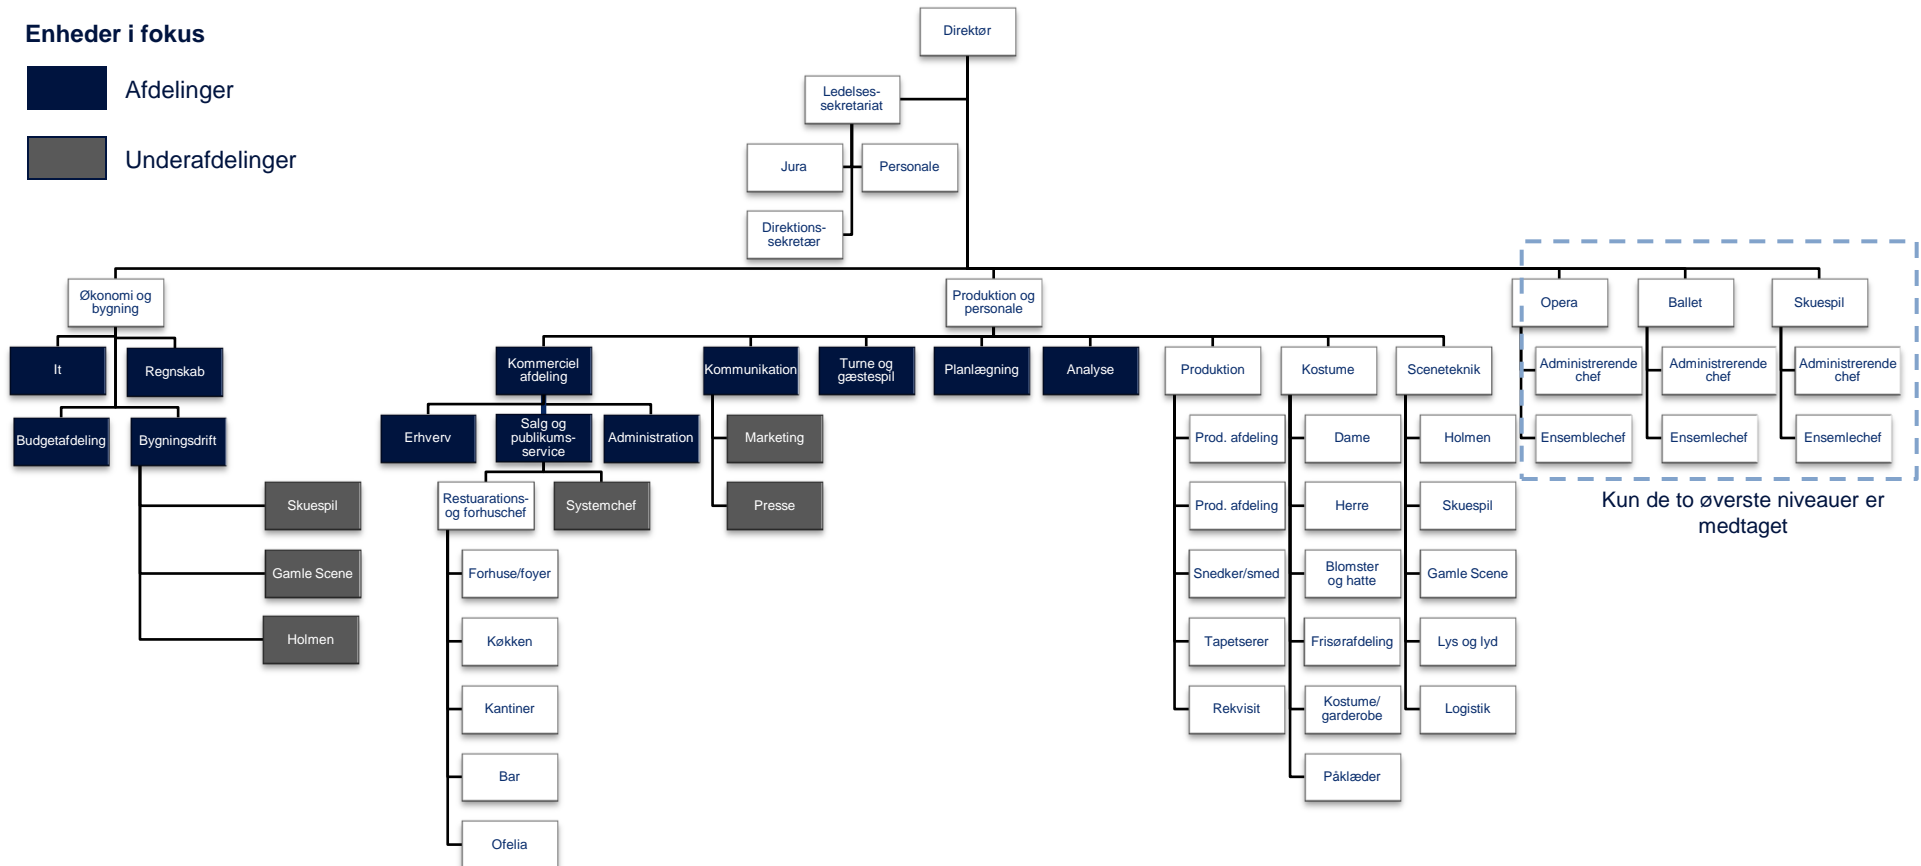 Enheder i fokus
Afdelinger
Underafdelinger
Direktør
Ledelses-
sekretariat
Jura
Personale
Direktions-
sekretær
Økonomi og
bygning
Produktion og
personale
Opera
Ballet
Skuespil
It
Regnskab
Kommerciel
afdeling
Kommunikation
Turne og
gæstespil
Planlægning
Analyse
Produktion
Kostume
Sceneteknik
Administrerende
chef
Administrerende
chef
Administrerende
chef
Budgetafdeling
Bygningsdrift
Erhverv
Salg og
publikums-
service
Administration
Marketing
Prod. afdeling
Dame
Holmen
Ensemblechef
Ensemlechef
Ensemlechef
Skuespil
Restuarations-
og forhuschef
Systemchef
Presse
Prod. afdeling
Herre
Skuespil
Kun de to øverste niveauer er
medtaget
Gamle Scene
Forhuse/foyer
Snedker/smed
Blomster
og hatte
Gamle Scene
Holmen
Køkken
Tapetserer
Frisørafdeling
Lys og lyd
Kantiner
Rekvisit
Kostume/
garderobe
Logistik
Bar
Påklæder
Ofelia